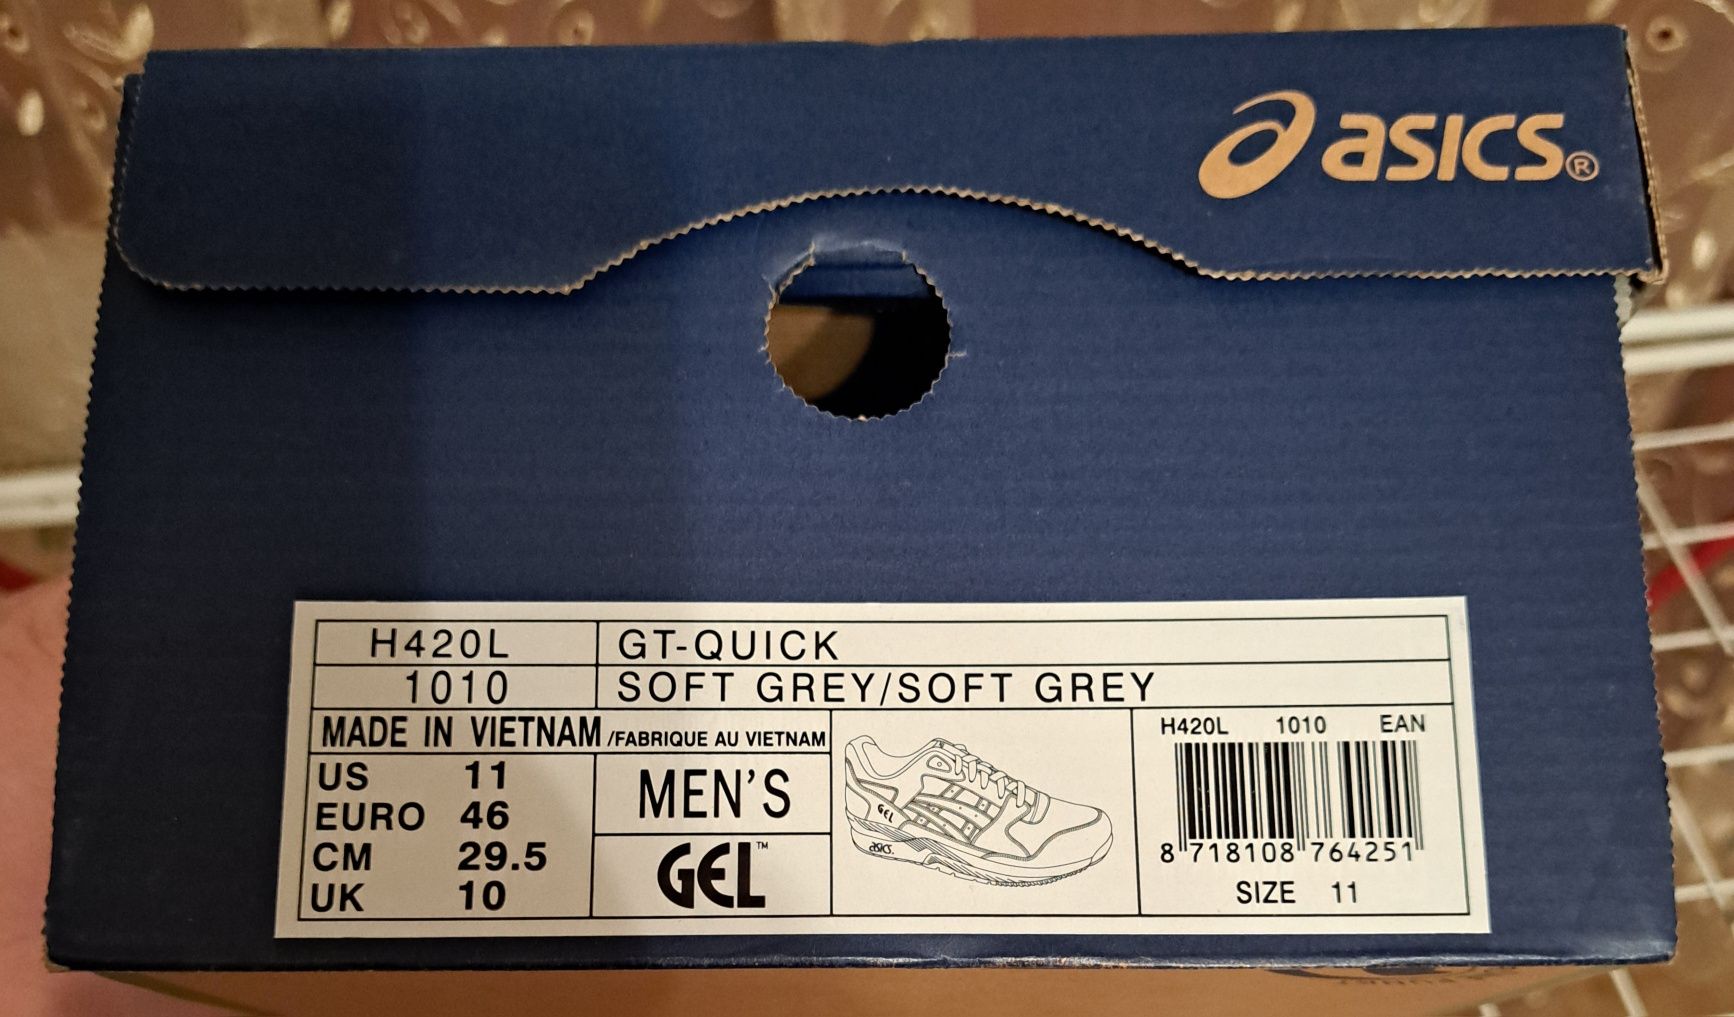 asics®
H420L GT-QUICK
1010 SOFT GREY/SOFT GREY
MADE IN VIETNAM /FABRIQUE AU VIETNAM
US 11
EURO 46
CM 29.5
UK 10
MEN'S
GEL™
GEL
asics.
H420L 1010 EAN
8 718108 764251
SIZE 11